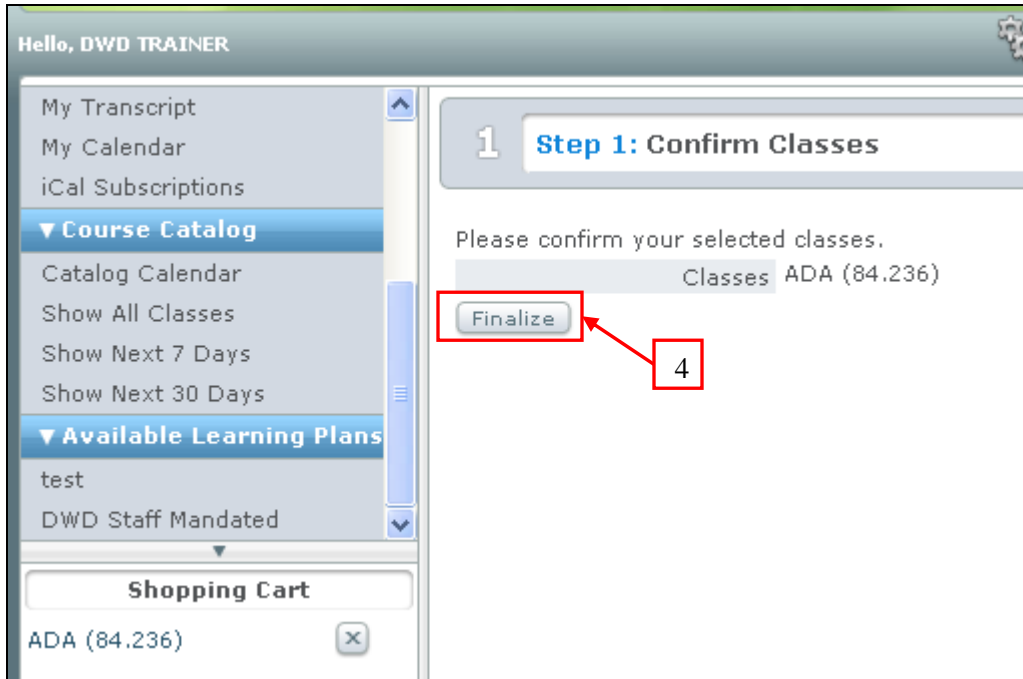 Hello, DWD TRAINER
My Transcript
My Calendar
iCal Subscriptions
▼ Course Catalog
Catalog Calendar
Show All Classes
Show Next 7 Days
Show Next 30 Days
▼ Available Learning Plans
test
DWD Staff Mandated
▼
Shopping Cart
ADA (84.236)
1 Step 1: Confirm Classes
Please confirm your selected classes.
Classes ADA (84.236)
Finalize
4